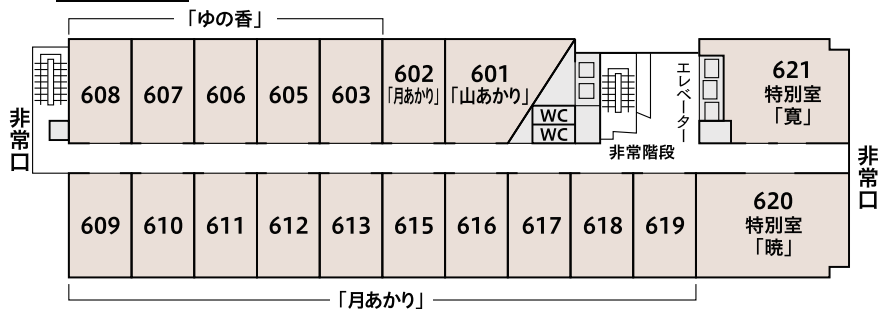 「ゆの香」
608
607
606
605
603
602
「月あかり」
601
「山あかり」
WC
WC
非常階段
エレベーター
621
特別室
「寛」
非常口
非常口
609
610
611
612
613
615
616
617
618
619
620
特別室
「暁」
「月あかり」